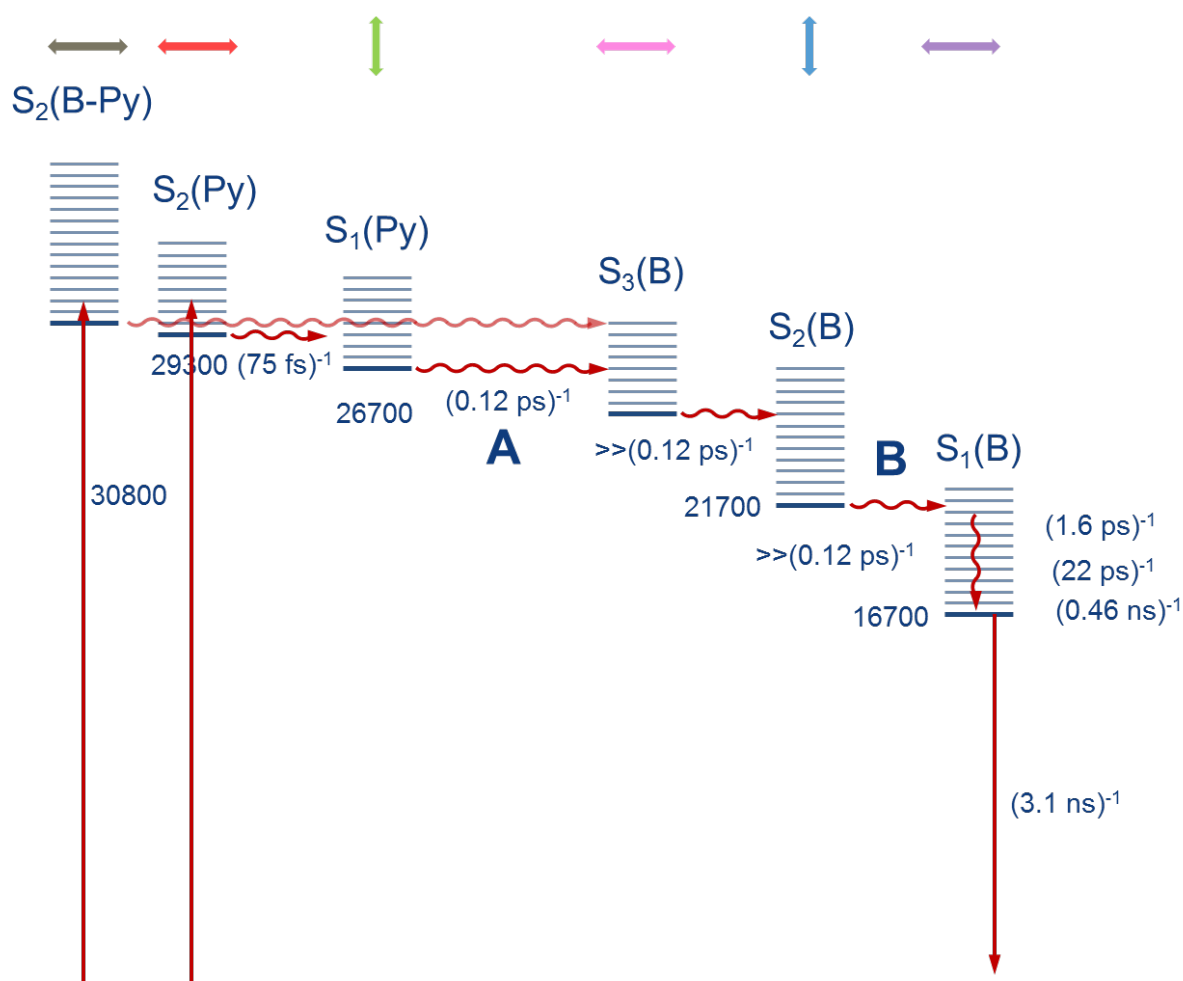 S₂(B-Py)
S₂(Py)
S₁(Py)
S₃(B)
S₂(B)
S₁(B)
29300 (75 fs)⁻¹
26700
(0.12 ps)⁻¹
A
>>(0.12 ps)⁻¹
B
30800
21700
>>(0.12 ps)⁻¹
(1.6 ps)⁻¹
(22 ps)⁻¹
16700
(0.46 ns)⁻¹
(3.1 ns)⁻¹